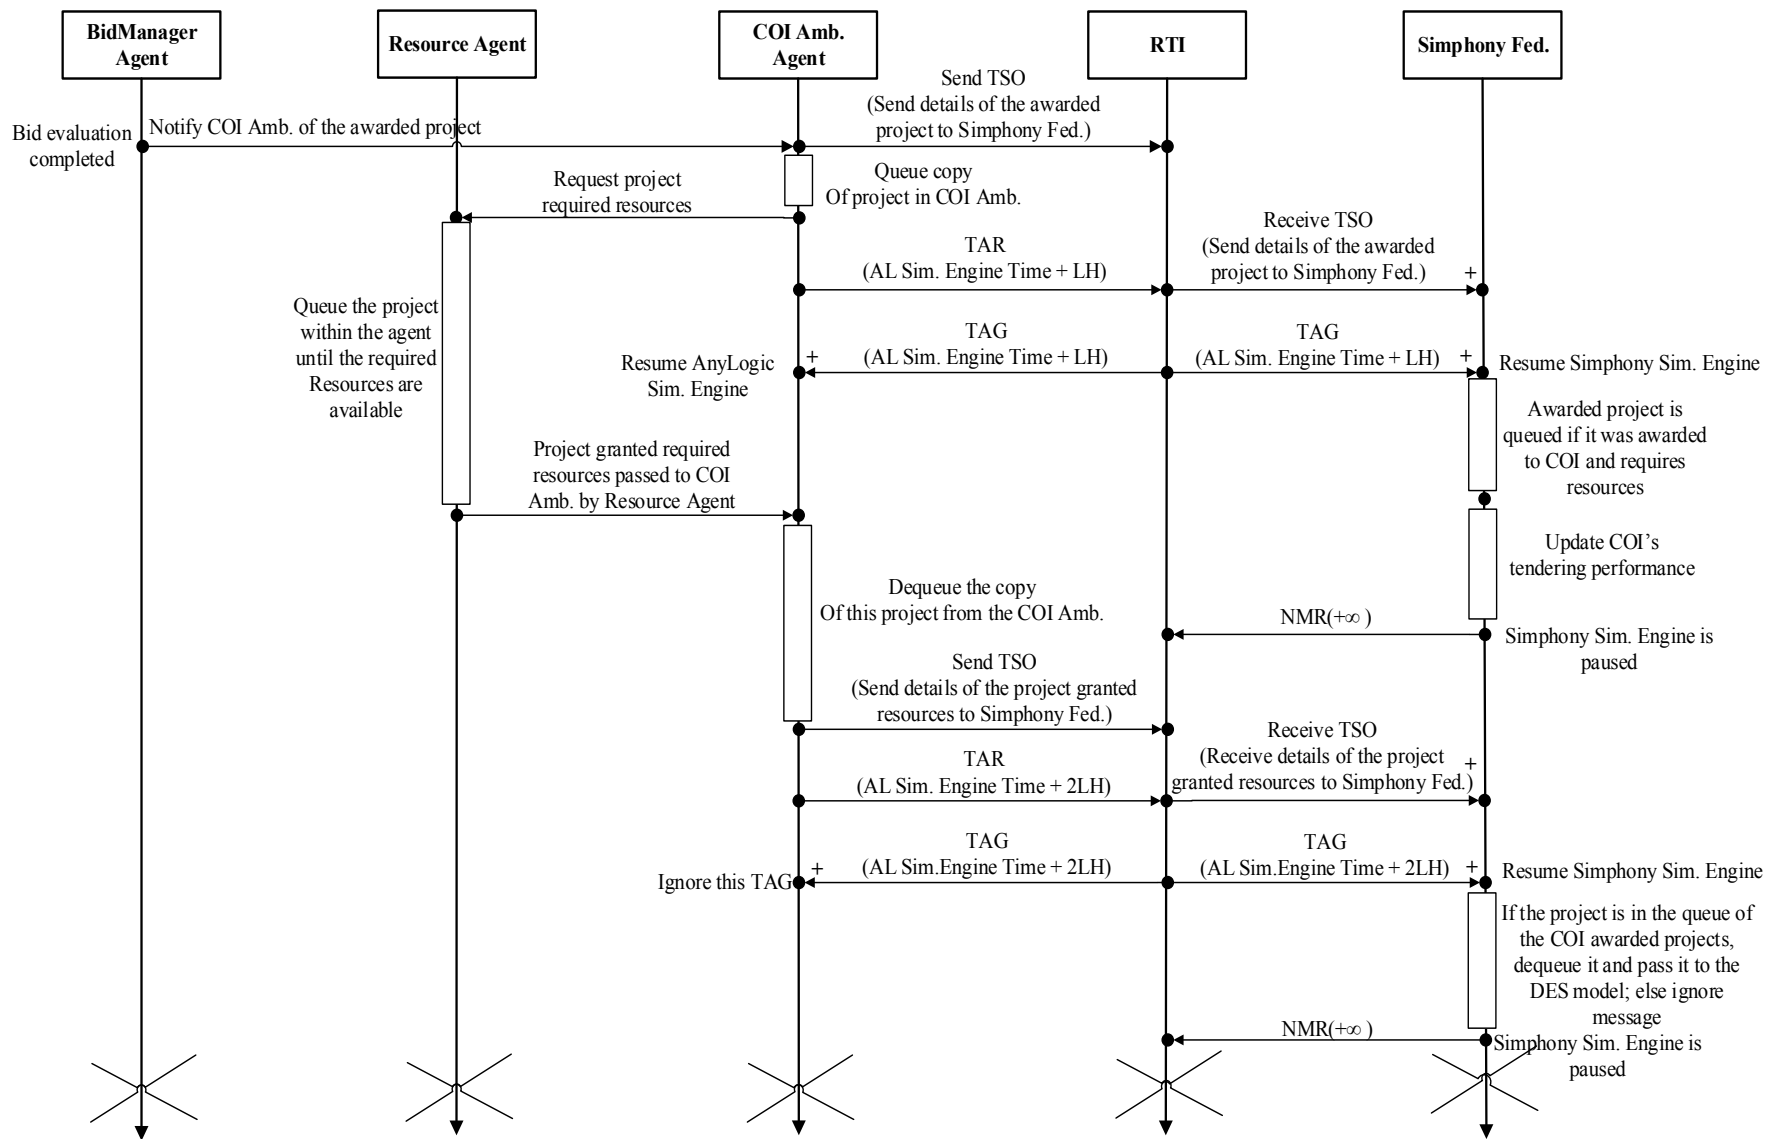 BidManager
Agent
Resource Agent
COI Amb.
Agent
RTI
Simphony Fed.
Bid evaluation
completed
Notify COI Amb. of the awarded project
Send TSO
(Send details of the awarded
project to Simphony Fed.)
Queue copy
Of project in COI Amb.
Request project
required resources
TAR
(AL Sim. Engine Time + LH)
Receive TSO
(Send details of the awarded
project to Simphony Fed.)
+
Queue the project
within the agent
until the required
Resources are
available
Resume AnyLogic
Sim. Engine
+
TAG
(AL Sim. Engine Time + LH)
TAG
(AL Sim. Engine Time + LH)
+
Resume Simphony Sim. Engine
Awarded project is
queued if it was awarded
to COI and requires
resources
Project granted required
resources passed to COI
Amb. by Resource Agent
Update COI’s
tendering performance
Dequeue the copy
Of this project from the COI Amb.
NMR(+∞ )
Simphony Sim. Engine is
paused
Send TSO
(Send details of the project granted
resources to Simphony Fed.)
TAR
(AL Sim. Engine Time + 2LH)
Receive TSO
(Receive details of the project
granted resources to Simphony Fed.)
+
Ignore this TAG
+
TAG
(AL Sim.Engine Time + 2LH)
TAG
(AL Sim.Engine Time + 2LH)
+
Resume Simphony Sim. Engine
If the project is in the queue of
the COI awarded projects,
dequeue it and pass it to the
DES model; else ignore
message
NMR(+∞ )
Simphony Sim. Engine is
paused